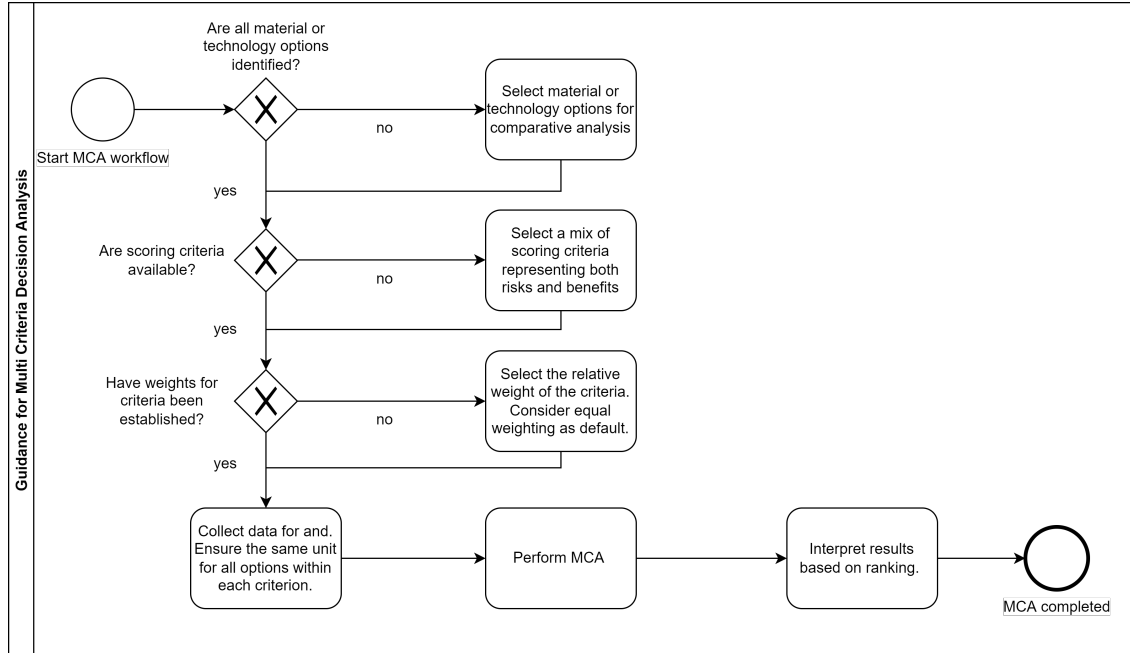 Guidance for Multi Criteria Decision Analysis
Are all material or
technology options
identified?
Start MCA workflow
no
Select material or
technology options for
comparative analysis
yes
Are scoring criteria
available?
no
Select a mix of
scoring criteria
representing both
risks and benefits
yes
Have weights for
criteria been
established?
no
Select the relative
weight of the criteria.
Consider equal
weighting as default.
yes
Collect data for and.
Ensure the same unit
for all options within
each criterion.
Perform MCA
Interpret results
based on ranking.
MCA completed